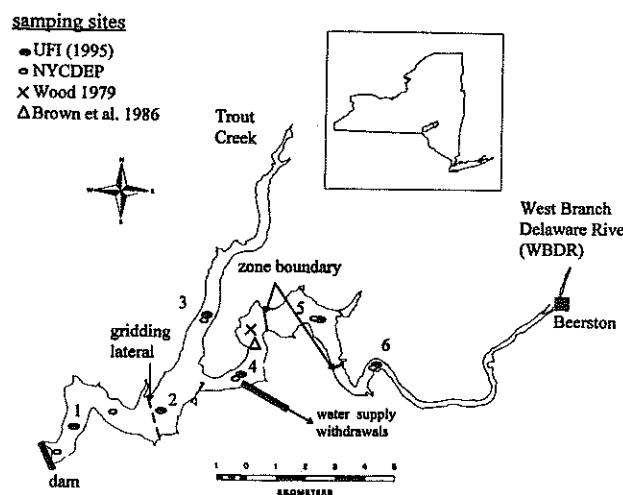 samping sites
UFI (1995)
NYCDEP
Wood 1979
Brown et al. 1986
Trout
Creek
N
W
E
S
West Branch
Delaware River
(WBDR)
zone boundary
Beerston
gridding
lateral
3
5
6
4
2
1
water supply
withdrawals
dam
1 0 1 2 3 4 5
KILOMETERS